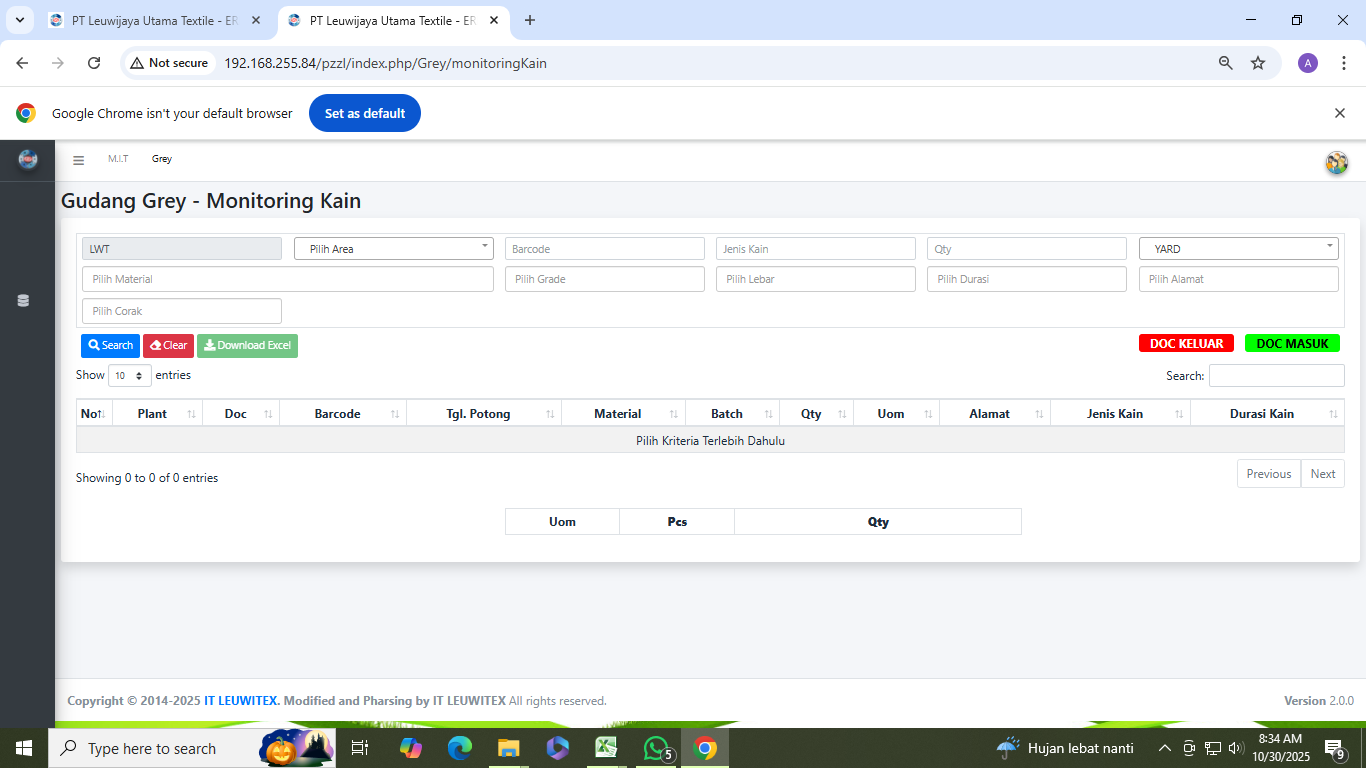 PT Leuwijaya Utama Textile - ER
PT Leuwijaya Utama Textile - ER
Not secure
192.168.255.84/pzzl/index.php/Grey/monitoringKain
A
Google Chrome isn't your default browser
Set as default
M.I.T
Grey
Gudang Grey - Monitoring Kain
LWT
Pilih Area
Barcode
Jenis Kain
Qty
YARD
Pilih Material
Pilih Grade
Pilih Lebar
Pilih Durasi
Pilih Alamat
Pilih Corak
Search
Clear
Download Excel
DOC KELUAR
DOC MASUK
Show 10 entries
Search:
No Plant Doc Barcode Tgl. Potong Material Batch Qty Uom Alamat Jenis Kain Durasi Kain
Pilih Kriteria Terlebih Dahulu
Showing 0 to 0 of 0 entries
Previous Next
Uom Pcs Qty
Copyright © 2014-2025 IT LEUWITEX. Modified and Pharsing by IT LEUWITEX All rights reserved.
Version 2.0.0
Type here to search
5
Hujan lebat nanti
8:34 AM
10/30/2025
9